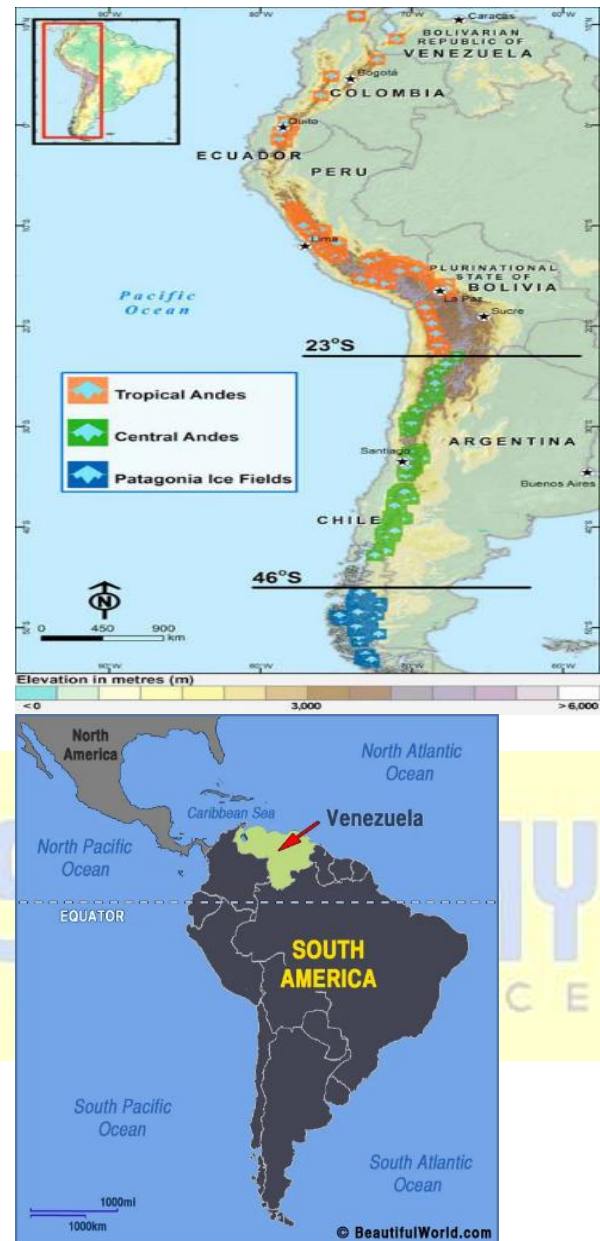 80°W
70°W
Caracas
BOLIVARIAN
REPUBLIC OF
VENEZUELA
Bogotá
COLOMBIA
Quito
ECUADOR
PERU
Lima
PLURINATIONAL
STATE OF
BOLIVIA
La Paz
Sucre
Pacific
Ocean
23°S
Tropical Andes
Central Andes
Patagonia Ice Fields
ARGENTINA
Santiago
Buenos Aires
CHILE
46°S
N
0 450 900
km
Elevation in metres (m)
<0 3,000 >6,000
North
America
North Atlantic
Ocean
Caribbean Sea
Venezuela
North Pacific
Ocean
EQUATOR
SOUTH
AMERICA
South Pacific
Ocean
South Atlantic
Ocean
1000mi
1000km
© BeautifulWorld.com